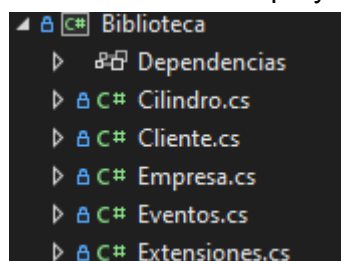 C# Biblioteca
Dependencias
C# Cilindro.cs
C# Cliente.cs
C# Empresa.cs
C# Eventos.cs
C# Extensiones.cs